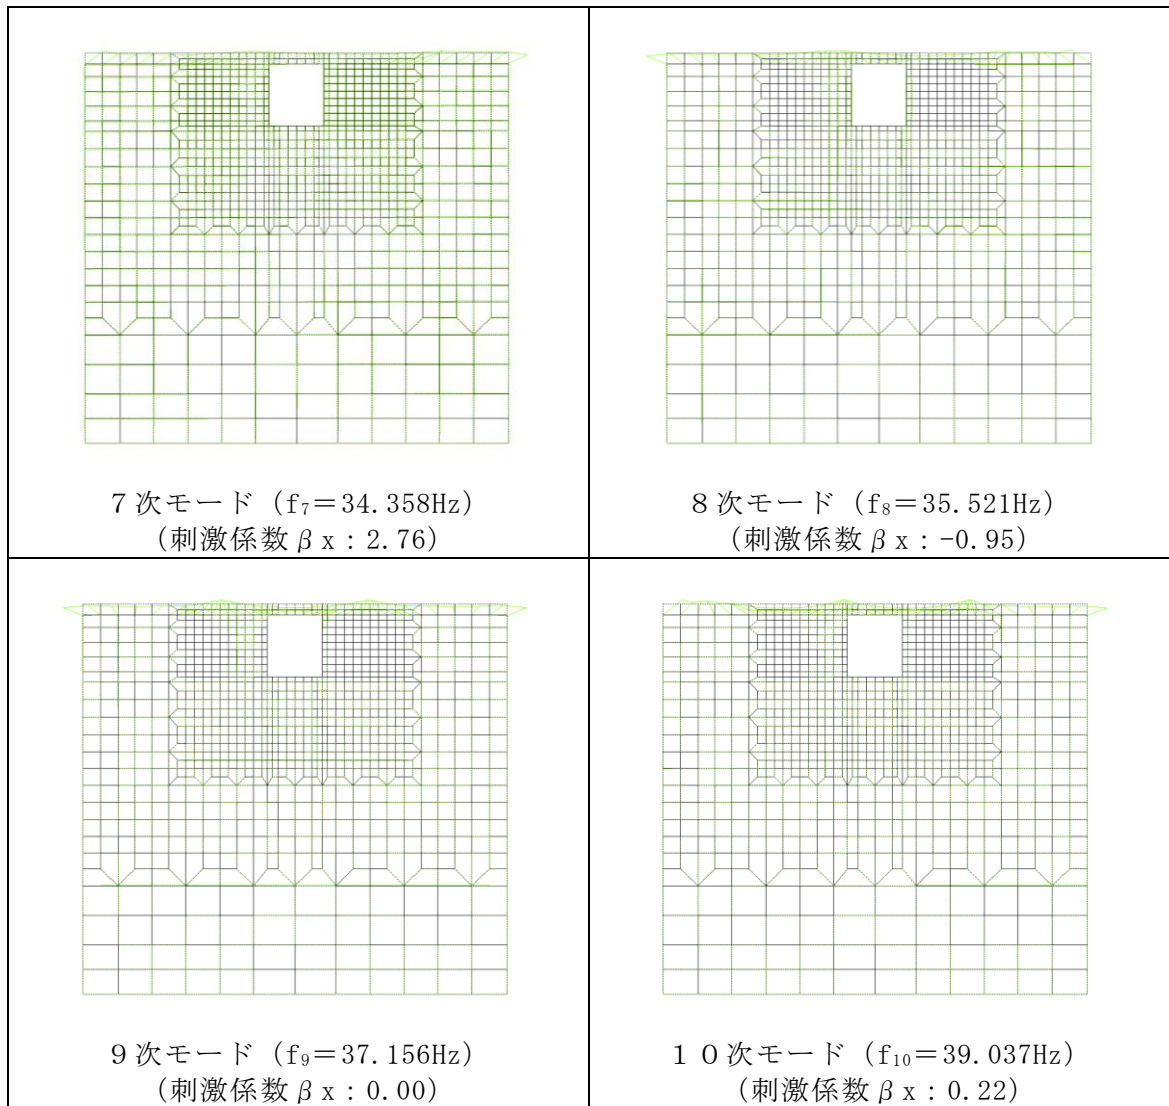 7次モード（f₇＝34.358Hz）
（刺激係数βx：2.76）
８次モード（f₈＝35.521Hz）
（刺激係数βx：-0.95）
９次モード（f₉＝37.156Hz）
（刺激係数βx：0.00）
１０次モード（f₁₀＝39.037Hz）
（刺激係数βx：0.22）